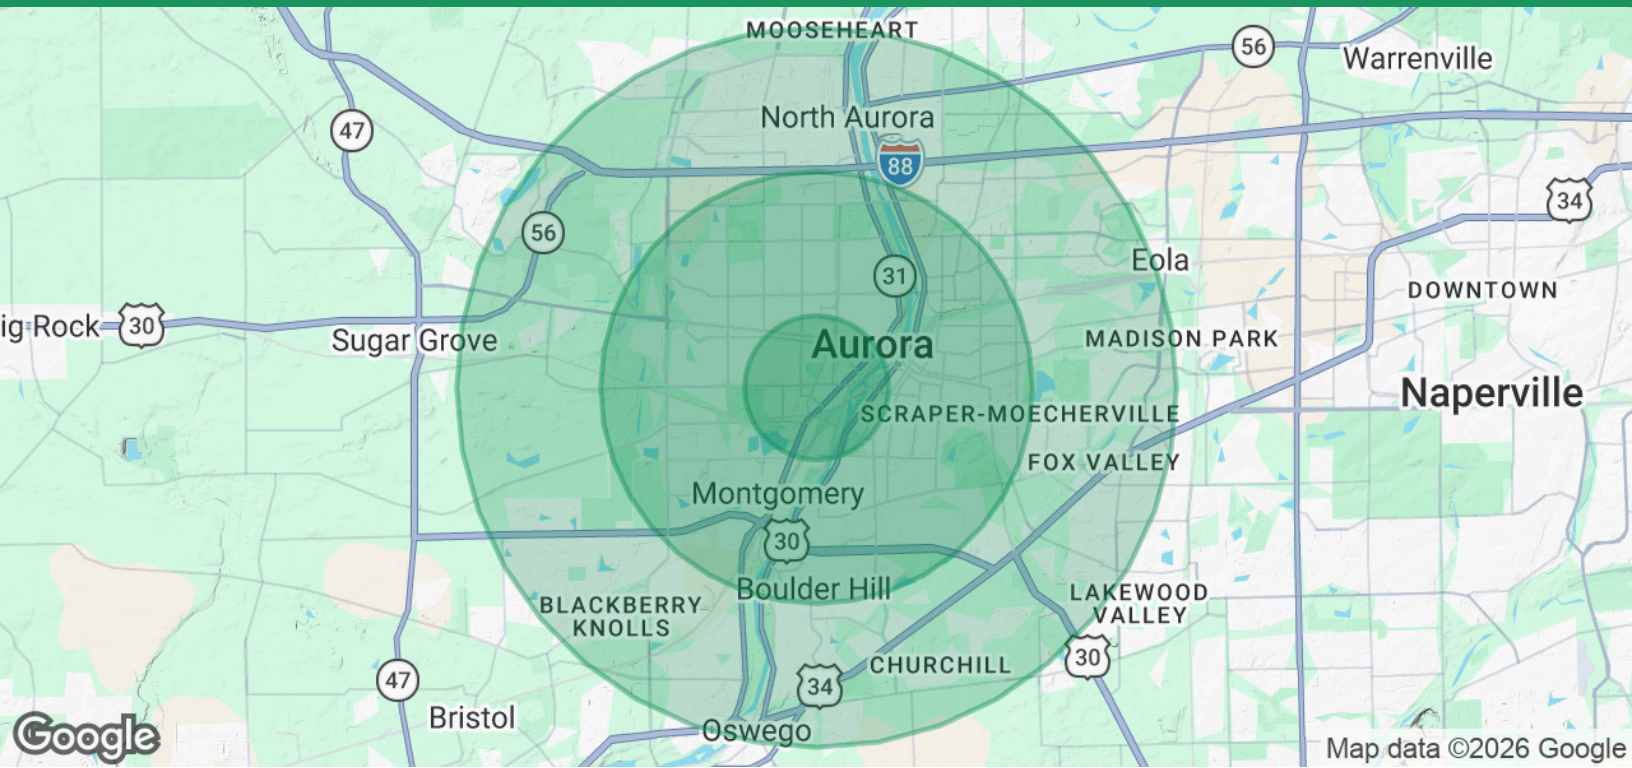 MOOSEHEART
56
Warrenville
North Aurora
47
88
34
56
Eola
31
DOWNTOWN
ig Rock
30
Sugar Grove
Aurora
MADISON PARK
Naperville
SCRAPER-MOECHERVILLE
FOX VALLEY
Montgomery
30
Boulder Hill
BLACKBERRY
KNOLLS
LAKEWOOD
VALLEY
30
CHURCHILL
34
47
Bristol
Oswego
Google
Map data ©2026 Google